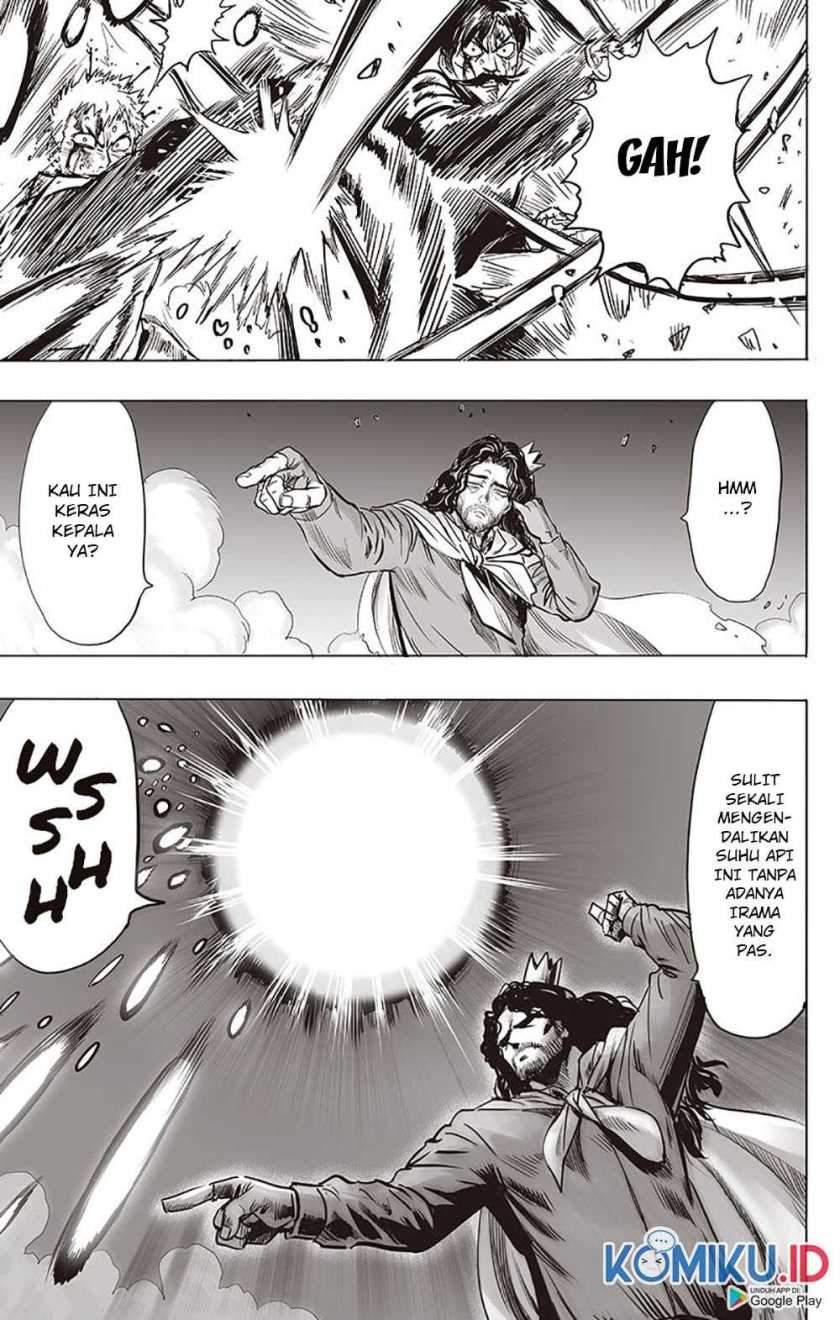 GAH!
HMM
...?
KAU INI
KERAS
KEPALA
YA?
SULIT
SEKALI
MENGEN-
DALIKAN
SUHU API
INI TANPA
ADANYA
IRAMA
YANG
PAS.
WSSHH
KOMIKU.ID
UNDUH APP DI
Google Play